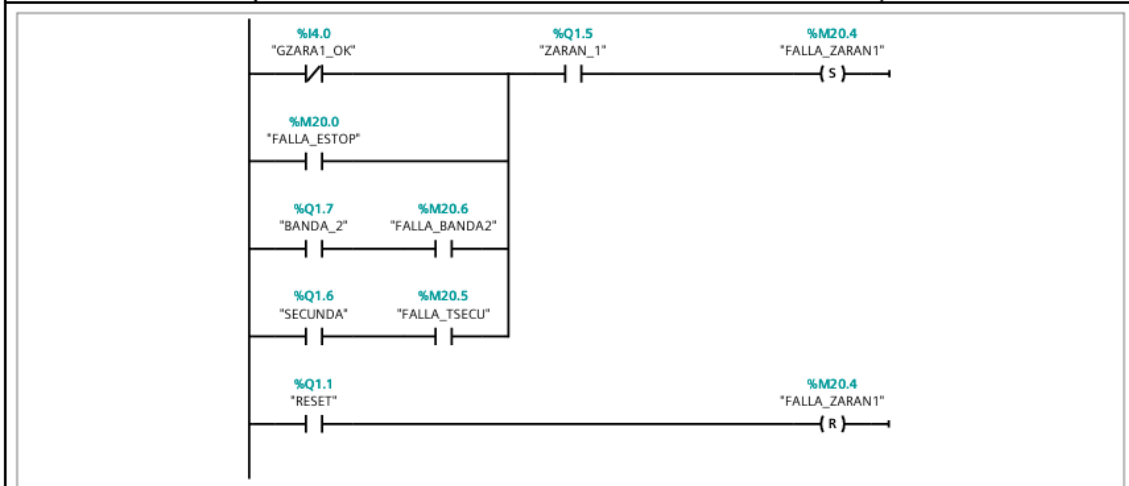 %I4.0
"GZARA1_OK"
%Q1.5
"ZARAN_1"
%M20.4
"FALLA_ZARAN1"
S
%M20.0
"FALLA_ESTOP"
%Q1.7
"BANDA_2"
%M20.6
"FALLA_BANDA2"
%Q1.6
"SECUNDA"
%M20.5
"FALLA_TSECU"
%Q1.1
"RESET"
%M20.4
"FALLA_ZARAN1"
R